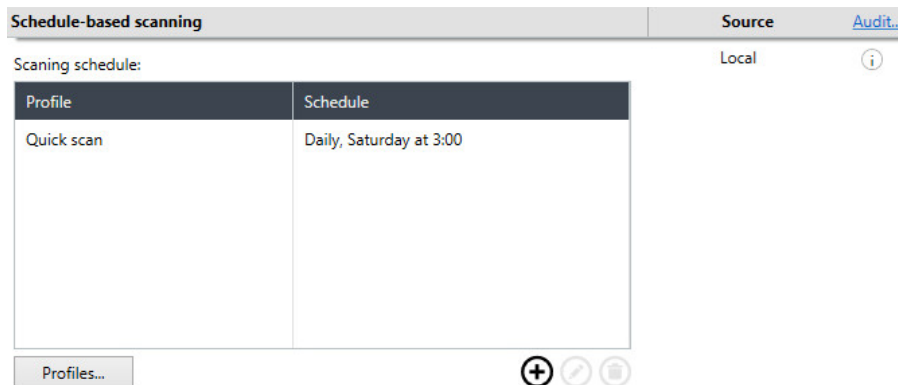 Schedule-based scanning Source Audit..
Scaning schedule: Local
Profile Schedule
Quick scan Daily, Saturday at 3:00
Profiles...